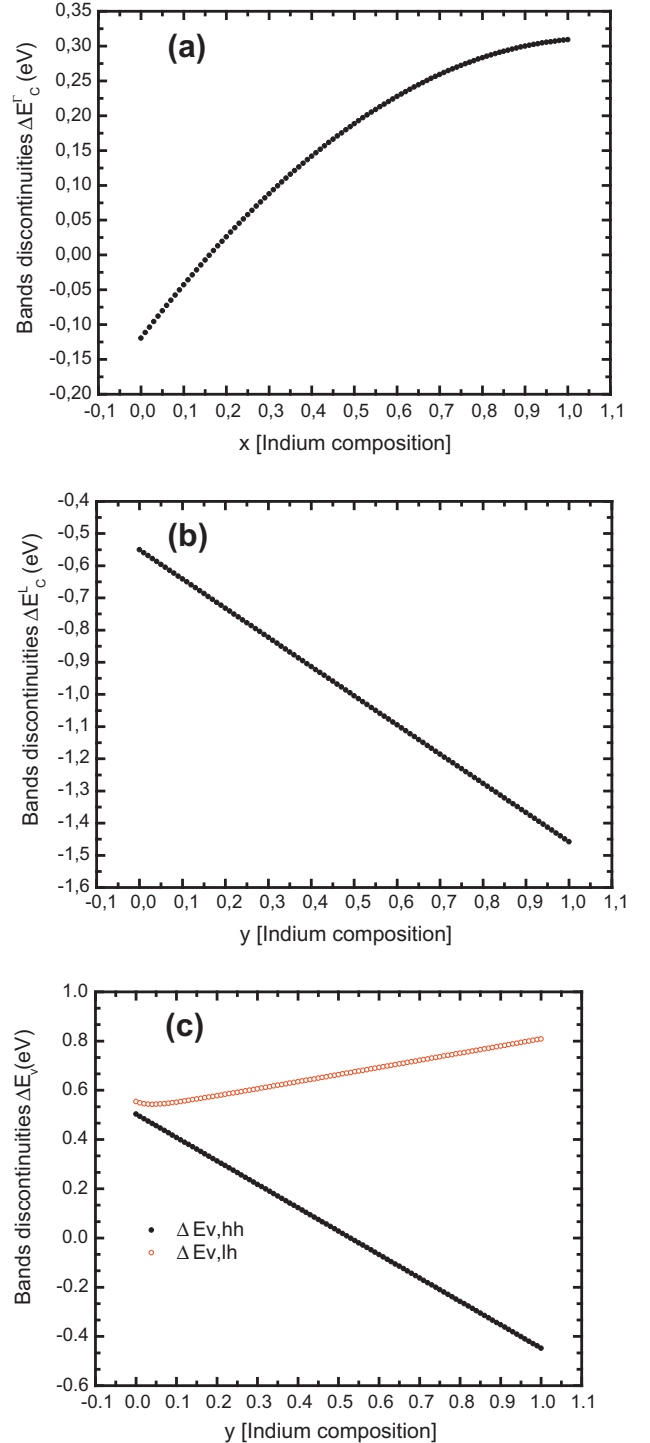 (a)
Bands discontinuities ΔE^Γ_C (eV)
0,35
0,30
0,25
0,20
0,15
0,10
0,05
0,00
-0,05
-0,10
-0,15
-0,20
-0,1 0,0 0,1 0,2 0,3 0,4 0,5 0,6 0,7 0,8 0,9 1,0 1,1
x [Indium composition]
(b)
Bands discontinuities ΔE^L_C (eV)
-0,4
-0,5
-0,6
-0,7
-0,8
-0,9
-1,0
-1,1
-1,2
-1,3
-1,4
-1,5
-1,6
-0,1 0,0 0,1 0,2 0,3 0,4 0,5 0,6 0,7 0,8 0,9 1,0 1,1
y [Indium composition]
(c)
Bands discontinuities ΔE_v(eV)
1.0
0.8
0.6
0.4
0.2
0.0
-0.2
-0.4
-0.6
Δ Ev,hh
Δ Ev,lh
-0.1 0.0 0.1 0.2 0.3 0.4 0.5 0.6 0.7 0.8 0.9 1.0 1.1
y [Indium composition]